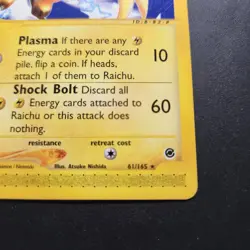 Plasma If there are any
Energy cards in your discard
pile, flip a coin. If heads,
attach 1 of them to Raichu.
10
Shock Bolt Discard all
Energy cards attached to
Raichu or this attack does
nothing.
60
resistance retreat cost
Illus. Atsuko Nishida
61/165 ★